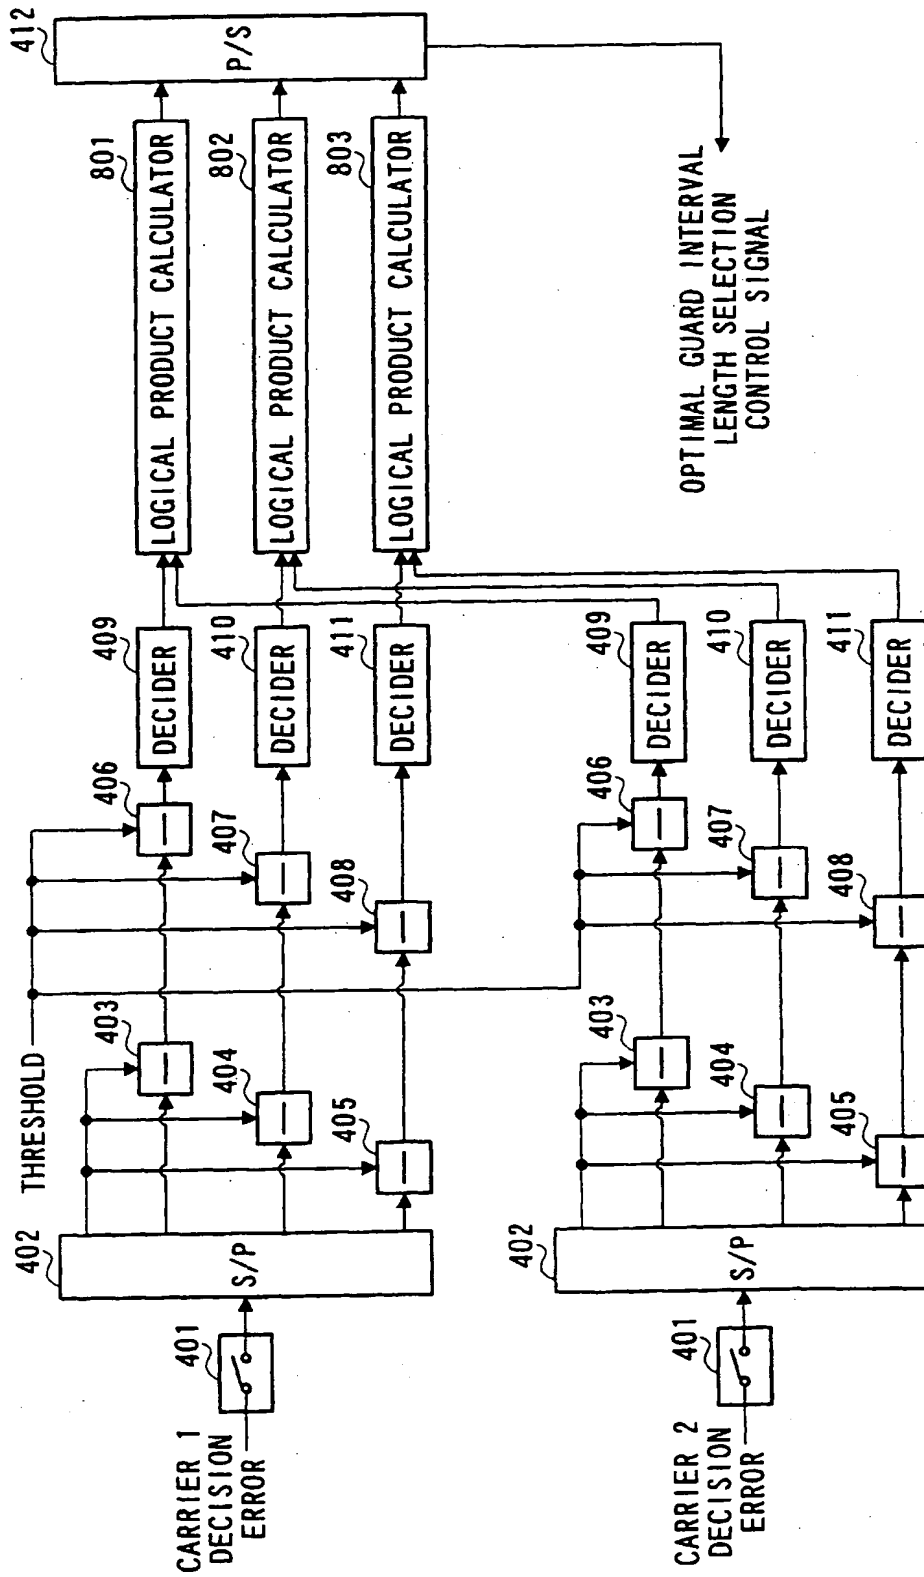 CARRIER 1
DECISION
ERROR
401
402
S/P
THRESHOLD
403
404
405
406
407
408
409
DECIDER
410
DECIDER
411
DECIDER
801
LOGICAL PRODUCT CALCULATOR
802
LOGICAL PRODUCT CALCULATOR
803
LOGICAL PRODUCT CALCULATOR
412
P/S
OPTIMAL GUARD INTERVAL
LENGTH SELECTION
CONTROL SIGNAL
CARRIER 2
DECISION
ERROR
401
402
S/P
403
404
405
406
407
408
409
DECIDER
410
DECIDER
411
DECIDER